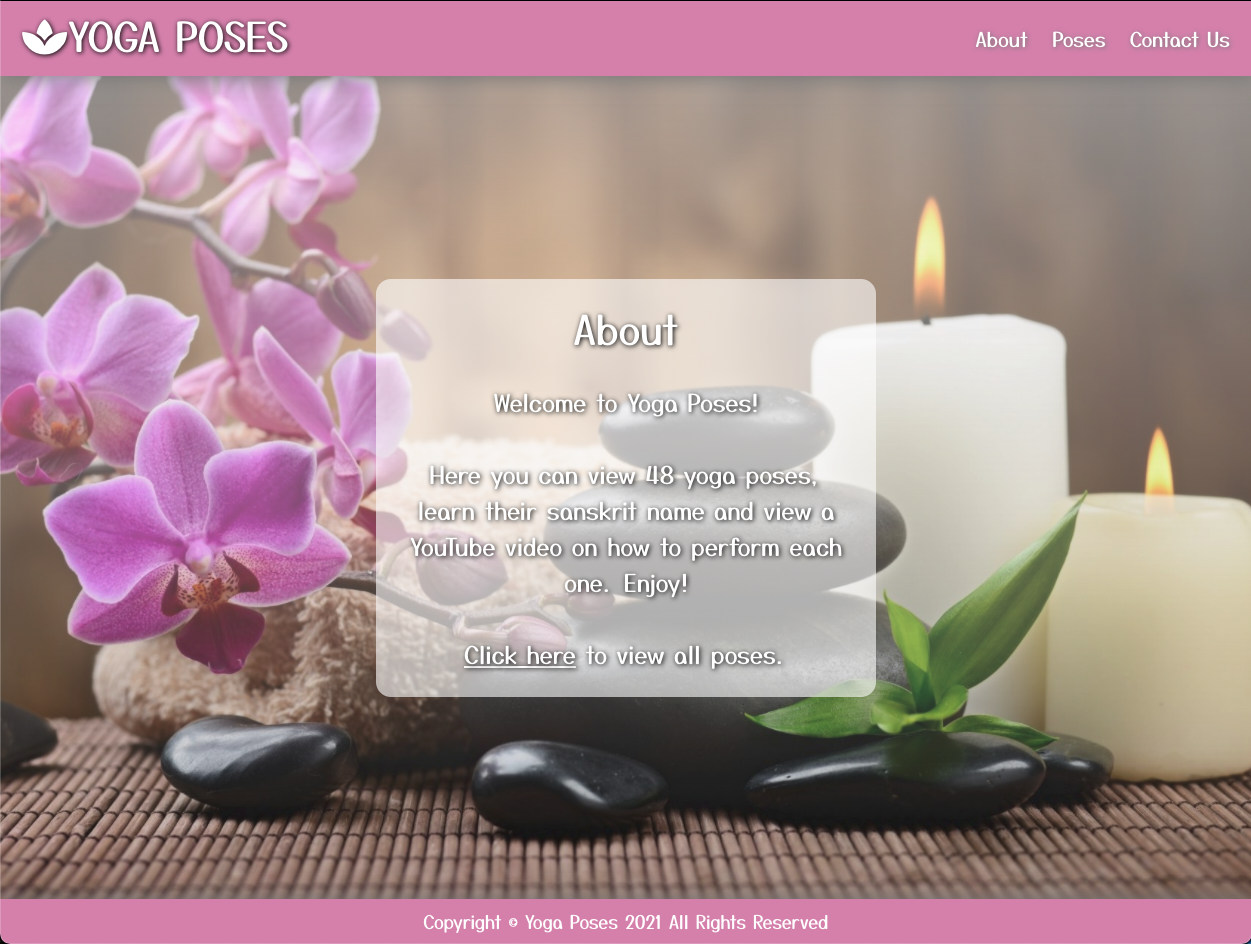 YOGA POSES
About Poses Contact Us
About
Welcome to Yoga Poses!
Here you can view 48 yoga poses,
learn their sanskrit name and view a
YouTube video on how to perform each
one. Enjoy!
Click here to view all poses.
Copyright © Yoga Poses 2021 All Rights Reserved